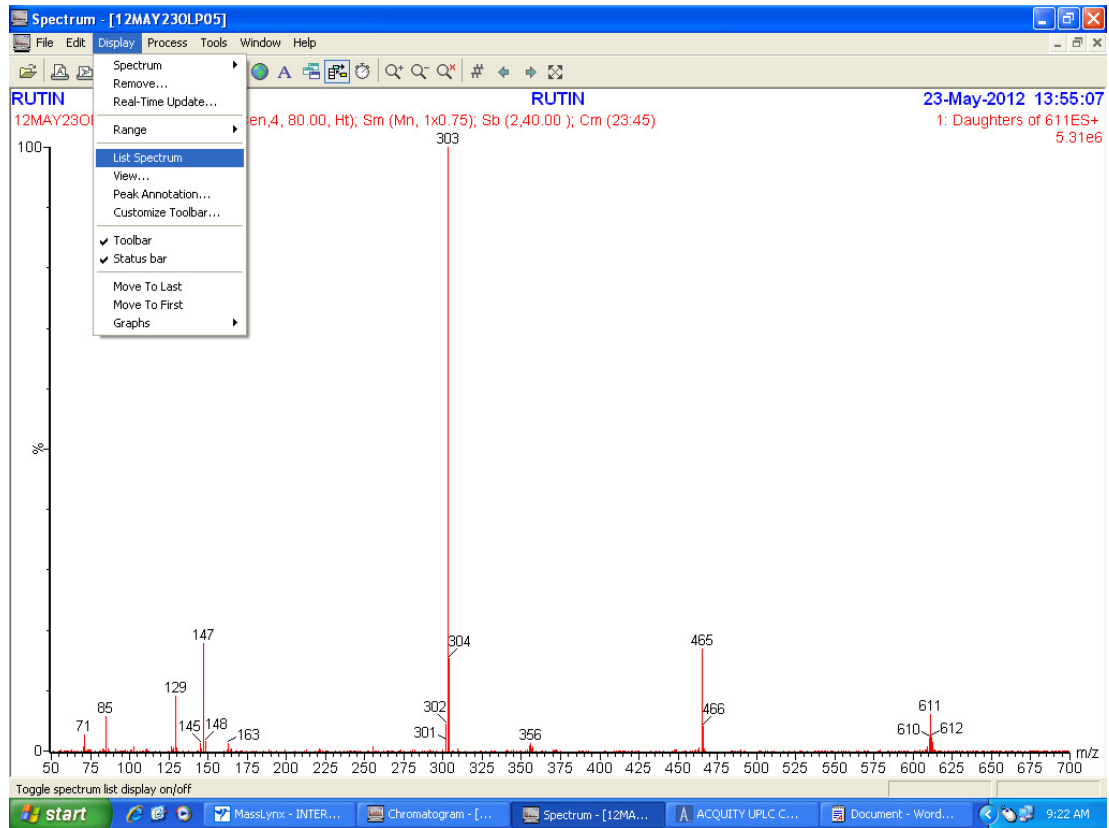 Spectrum - [12MAY23OLP05]
File Edit Display Process Tools Window Help
Spectrum
Remove...
Real-Time Update...
Range
List Spectrum
View...
Peak Annotation...
Customize Toolbar...
Toolbar
Status bar
Move To Last
Move To First
Graphs
A
RUTIN RUTIN 23-May-2012 13:55:07
en,4, 80.00, Ht); Sm (Mn, 1x0.75); Sb (2,40.00 ); Cm (23:45) 1: Daughters of 611ES+
303 5.31e6
100
%
147
304
465
129
85
302
466
611
71
145 148
163
301
356
610 612
0
m/z
50 75 100 125 150 175 200 225 250 275 300 325 350 375 400 425 450 475 500 525 550 575 600 625 650 675 700
Toggle spectrum list display on/off
start MassLynx - INTER... Chromatogram - [... Spectrum - [12MA... ACQUITY UPLC C... Document - Word... 9:22 AM